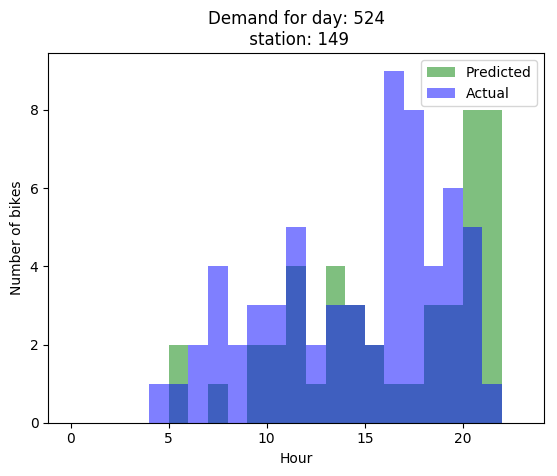 Demand for day: 524
station: 149
Predicted
Actual
Number of bikes
8
6
4
2
0
0 5 10 15 20
Hour